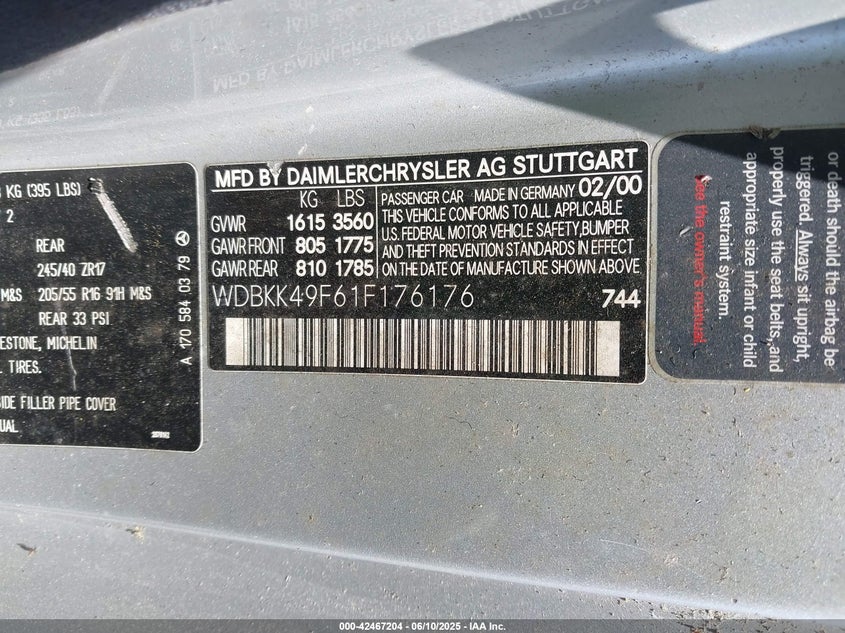 KG (395 LBS)
2
REAR
245/40 ZR17
M&S 205/55 R16 91H M&S
REAR 33 PSI
ESTONE, MICHELIN
TIRES.
IDE FILLER PIPE COVER
UAL
A 170 584 03 79
MFD BY DAIMLERCHRYSLER AG STUTTGART
KG LBS
GVWR 1615 3560
GAWR FRONT 805 1775
GAWR REAR 810 1785
PASSENGER CAR MADE IN GERMANY 02/00
THIS VEHICLE CONFORMS TO ALL APPLICABLE
U.S. FEDERAL MOTOR VEHICLE SAFETY,BUMPER
AND THEFT PREVENTION STANDARDS IN EFFECT
ON THE DATE OF MANUFACTURE SHOWN ABOVE
WDBKK49F61F176176 744
or death should the airbag be
triggered. Always sit upright,
properly use the seat belts,and
appropriate size infant or child
restraint system.
See the owner's manual
000-42467204 - 06/10/2025 - IAA Inc.